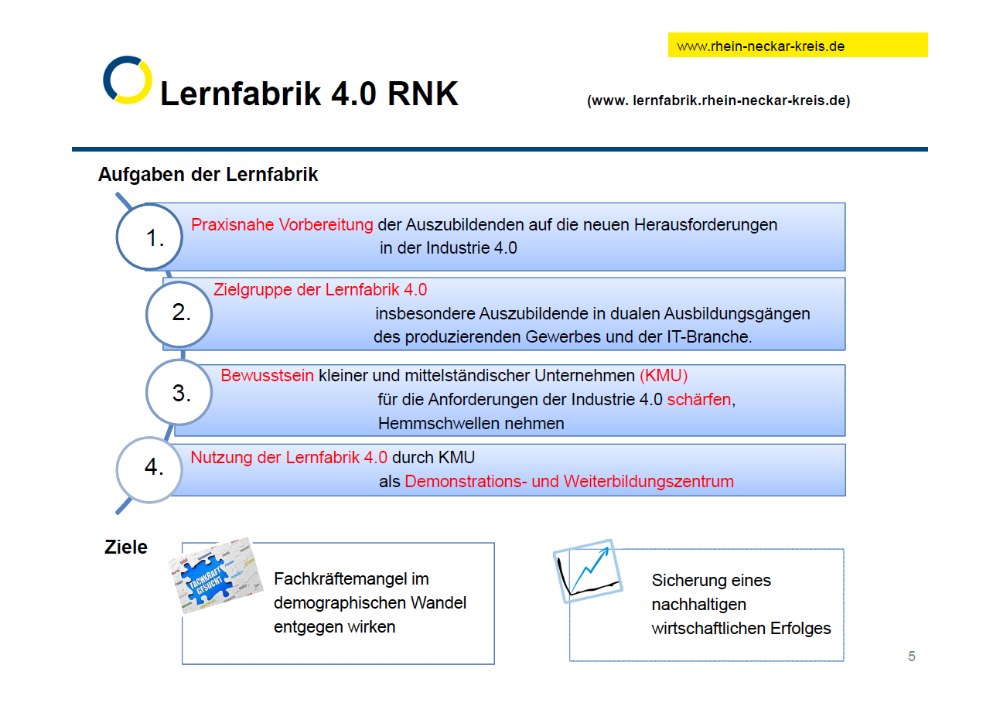 www.rhein-neckar-kreis.de
Lernfabrik 4.0 RNK
(www. lernfabrik.rhein-neckar-kreis.de)
Aufgaben der Lernfabrik
1.
Praxisnahe Vorbereitung der Auszubildenden auf die neuen Herausforderungen
in der Industrie 4.0
2.
Zielgruppe der Lernfabrik 4.0
insbesondere Auszubildende in dualen Ausbildungsgängen
des produzierenden Gewerbes und der IT-Branche.
3.
Bewusstsein kleiner und mittelständischer Unternehmen (KMU)
für die Anforderungen der Industrie 4.0 schärfen,
Hemmschwellen nehmen
4.
Nutzung der Lernfabrik 4.0 durch KMU
als Demonstrations- und Weiterbildungszentrum
Ziele
FACHKRAFT
GESUCHT
Fachkräftemangel im
demographischen Wandel
entgegen wirken
Sicherung eines
nachhaltigen
wirtschaftlichen Erfolges
5